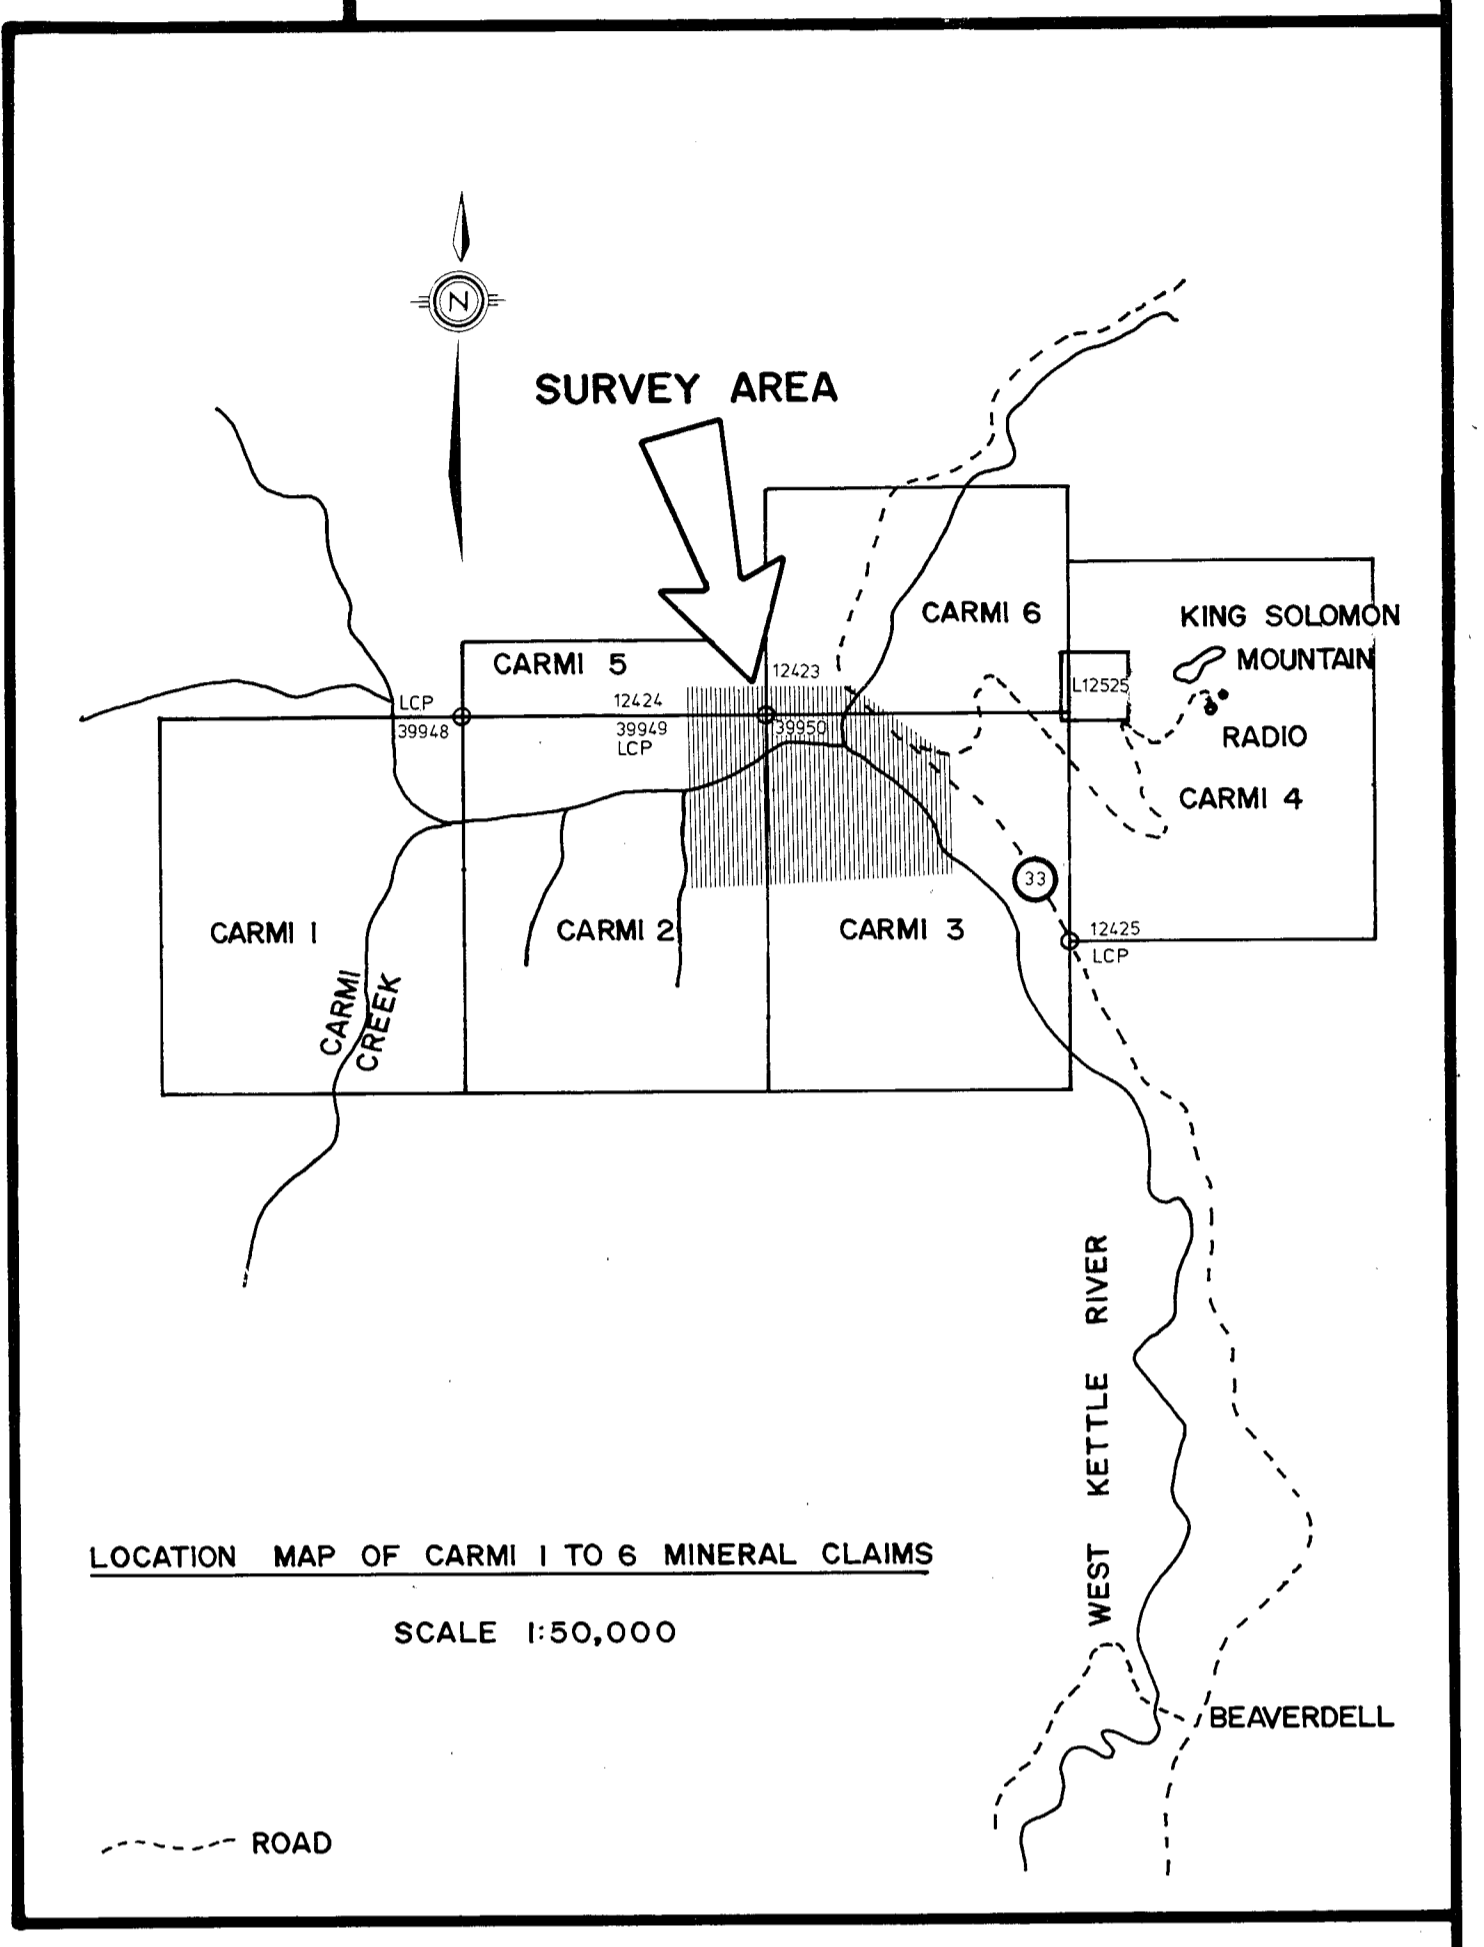 N
SURVEY AREA
CARMI 6
KING SOLOMON
MOUNTAIN
CARMI 5
12423
L12525
LCP
12424
39948
39949
39950
LCP
RADIO
CARMI 4
33
CARMI 1
CARMI 2
CARMI 3
12425
LCP
CARMI
CREEK
WEST KETTLE RIVER
LOCATION MAP OF CARMI 1 TO 6 MINERAL CLAIMS
SCALE 1:50,000
BEAVERDELL
ROAD